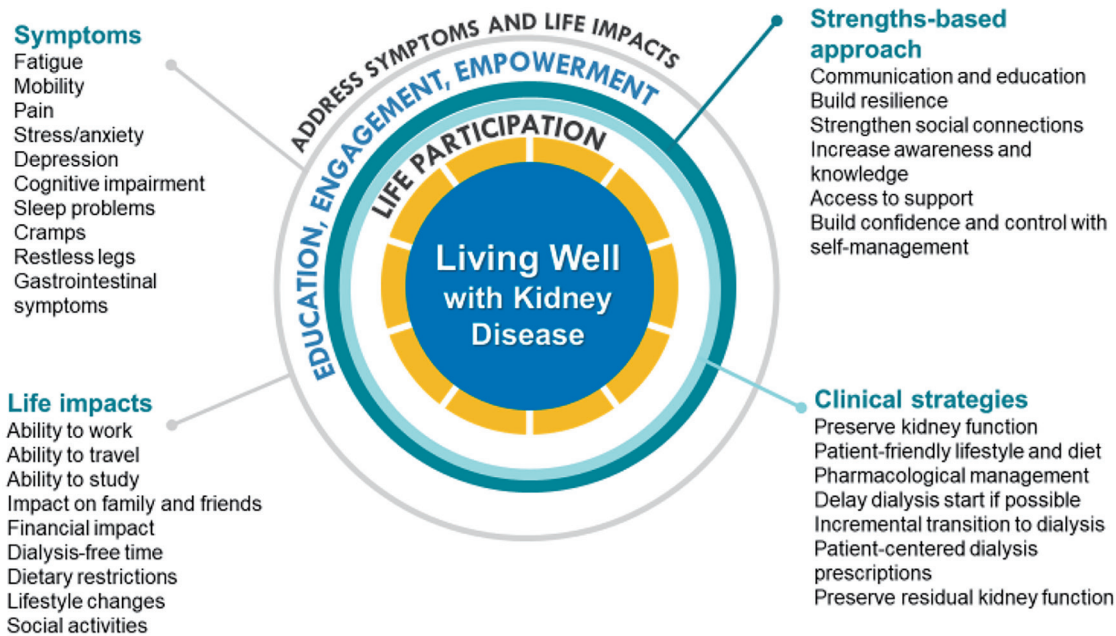 Symptoms
Fatigue
Mobility
Pain
Stress/anxiety
Depression
Cognitive impairment
Sleep problems
Cramps
Restless legs
Gastrointestinal
symptoms
Life impacts
Ability to work
Ability to travel
Ability to study
Impact on family and friends
Financial impact
Dialysis-free time
Dietary restrictions
Lifestyle changes
Social activities
ADDRESS SYMPTOMS AND LIFE IMPACTS
EDUCATION, ENGAGEMENT, EMPOWERMENT
LIFE PARTICIPATION
Living Well
with Kidney
Disease
Strengths-based
approach
Communication and education
Build resilience
Strengthen social connections
Increase awareness and
knowledge
Access to support
Build confidence and control with
self-management
Clinical strategies
Preserve kidney function
Patient-friendly lifestyle and diet
Pharmacological management
Delay dialysis start if possible
Incremental transition to dialysis
Patient-centered dialysis
prescriptions
Preserve residual kidney function